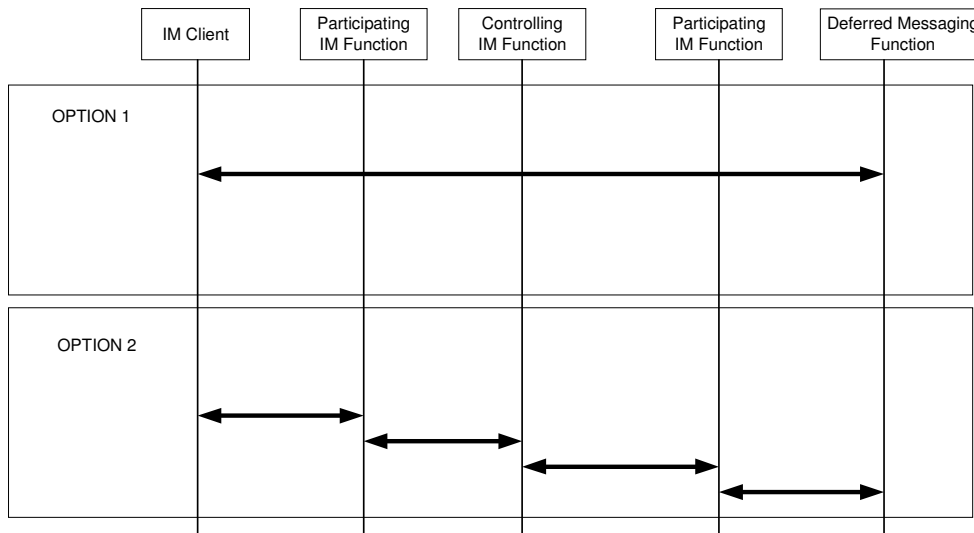 IM Client
Participating
IM Function
Controlling
IM Function
Participating
IM Function
Deferred Messaging
Function
OPTION 1
OPTION 2